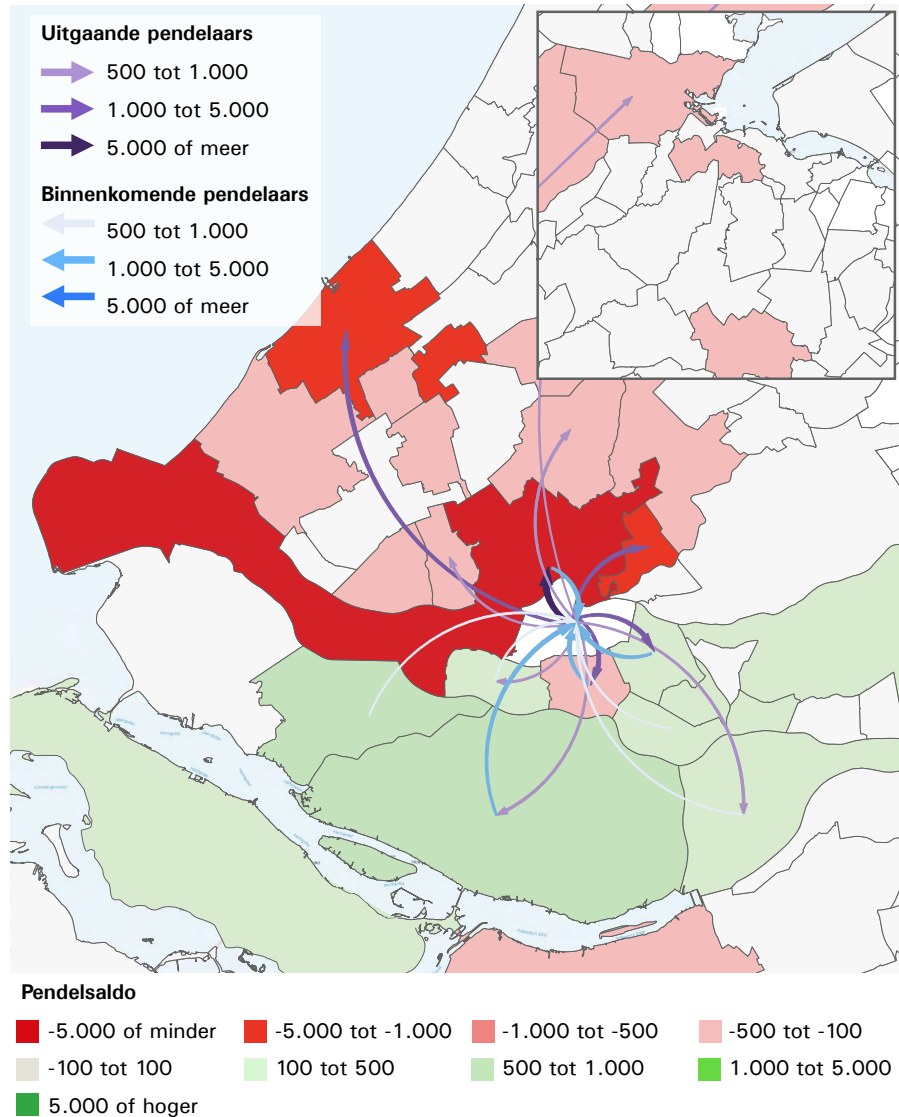 Uitgaande pendelaars
500 tot 1.000
1.000 tot 5.000
5.000 of meer
Binnenkomende pendelaars
500 tot 1.000
1.000 tot 5.000
5.000 of meer
Pendelsaldo
-5.000 of minder
-5.000 tot -1.000
-1.000 tot -500
-500 tot -100
-100 tot 100
100 tot 500
500 tot 1.000
1.000 tot 5.000
5.000 of hoger